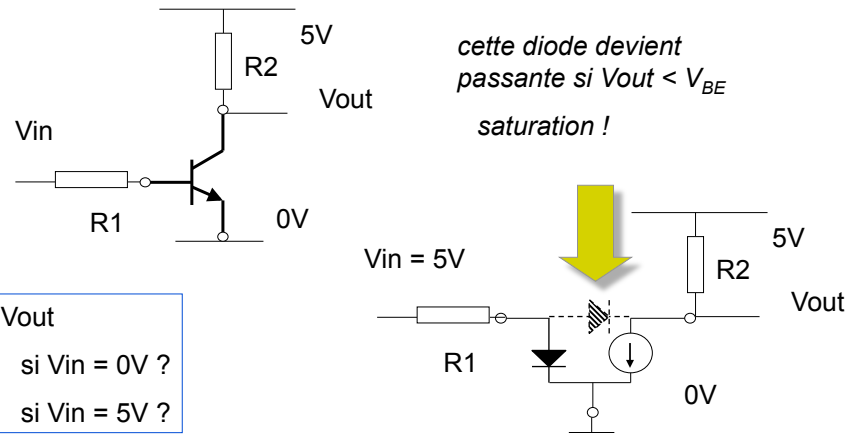 5V
R2
Vout
Vin
R1
0V
cette diode devient
passante si Vout < VBE
saturation !
Vin = 5V
5V
R2
Vout
R1
0V
Vout
si Vin = 0V ?
si Vin = 5V ?